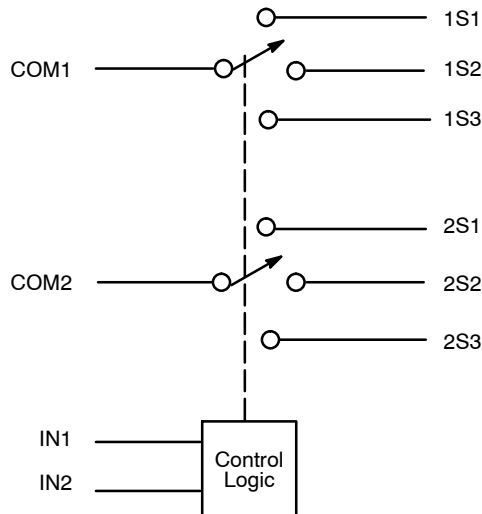 1S1
COM1
1S2
1S3
2S1
COM2
2S2
2S3
IN1
IN2
Control
Logic